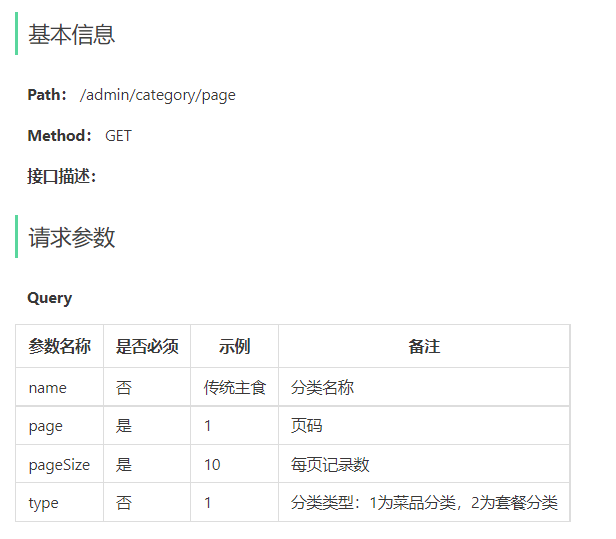 基本信息
Path： /admin/category/page
Method： GET
接口描述：
请求参数
Query
参数名称 是否必须 示例 备注
name 否 传统主食 分类名称
page 是 1 页码
pageSize 是 10 每页记录数
type 否 1 分类类型：1为菜品分类，2为套餐分类